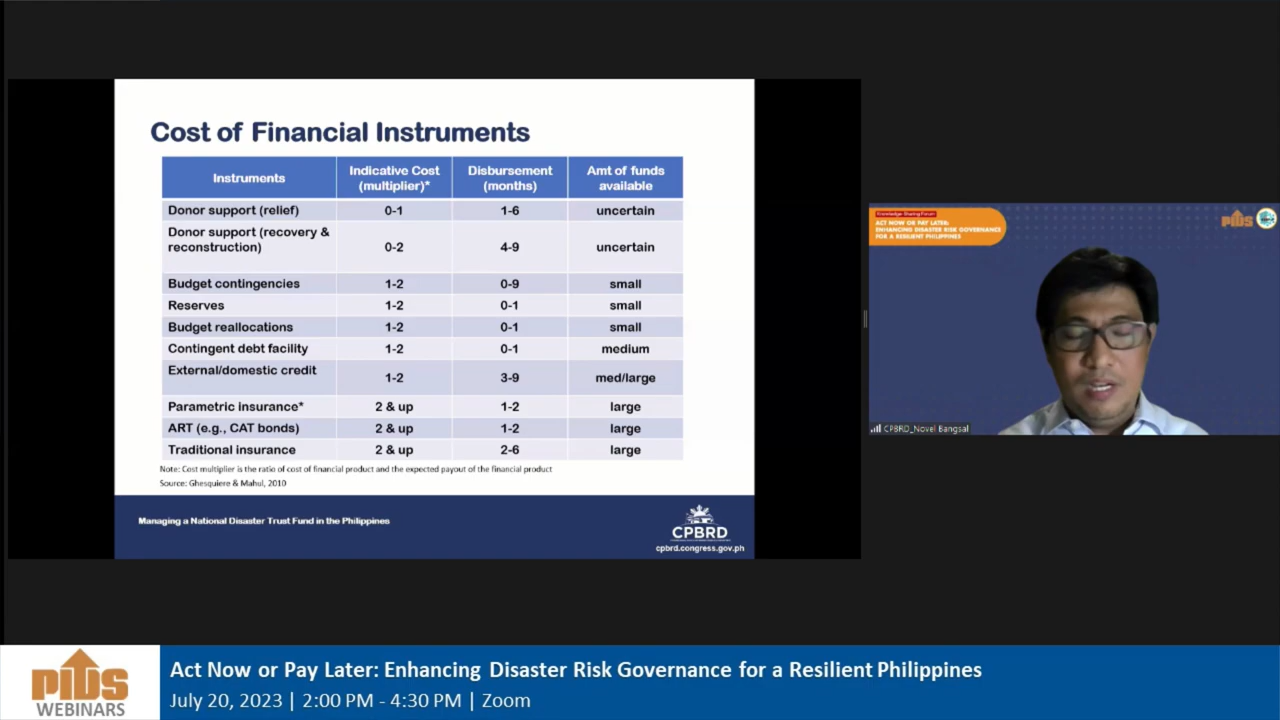 Cost of Financial Instruments
Instruments
Indicative Cost
(multiplier)*
Disbursement
(months)
Amt of funds
available
Donor support (relief)
0-1
1-6
uncertain
Donor support (recovery &
reconstruction)
0-2
4-9
uncertain
Budget contingencies
1-2
0-9
small
Reserves
1-2
0-1
small
Budget reallocations
1-2
0-1
small
Contingent debt facility
1-2
0-1
medium
External/domestic credit
1-2
3-9
med/large
Parametric insurance*
2 & up
1-2
large
ART (e.g., CAT bonds)
2 & up
1-2
large
Traditional insurance
2 & up
2-6
large
Note: Cost multiplier is the ratio of cost of financial product and the expected payout of the financial product
Source: Ghesquiere & Mahul, 2010
Managing a National Disaster Trust Fund in the Philippines
CPBRD
cpbrd.congress.gov.ph
Knowledge-Sharing Forum
ACT NOW OR PAY LATER:
ENHANCING DISASTER RISK GOVERNANCE
FOR A RESILIENT PHILIPPINES
PIDS
CPBRD_Novel Bangsal
PIDS
WEBINARS
Act Now or Pay Later: Enhancing Disaster Risk Governance for a Resilient Philippines
July 20, 2023 | 2:00 PM - 4:30 PM | Zoom